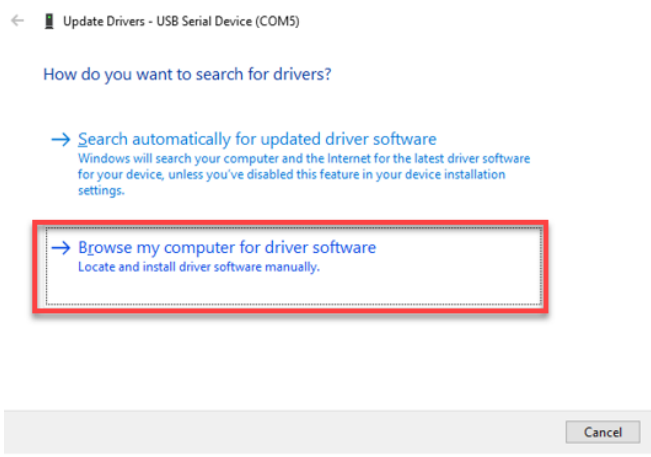 Update Drivers - USB Serial Device (COM5)
How do you want to search for drivers?
Search automatically for updated driver software
Windows will search your computer and the Internet for the latest driver software
for your device, unless you've disabled this feature in your device installation
settings.
Browse my computer for driver software
Locate and install driver software manually.
Cancel